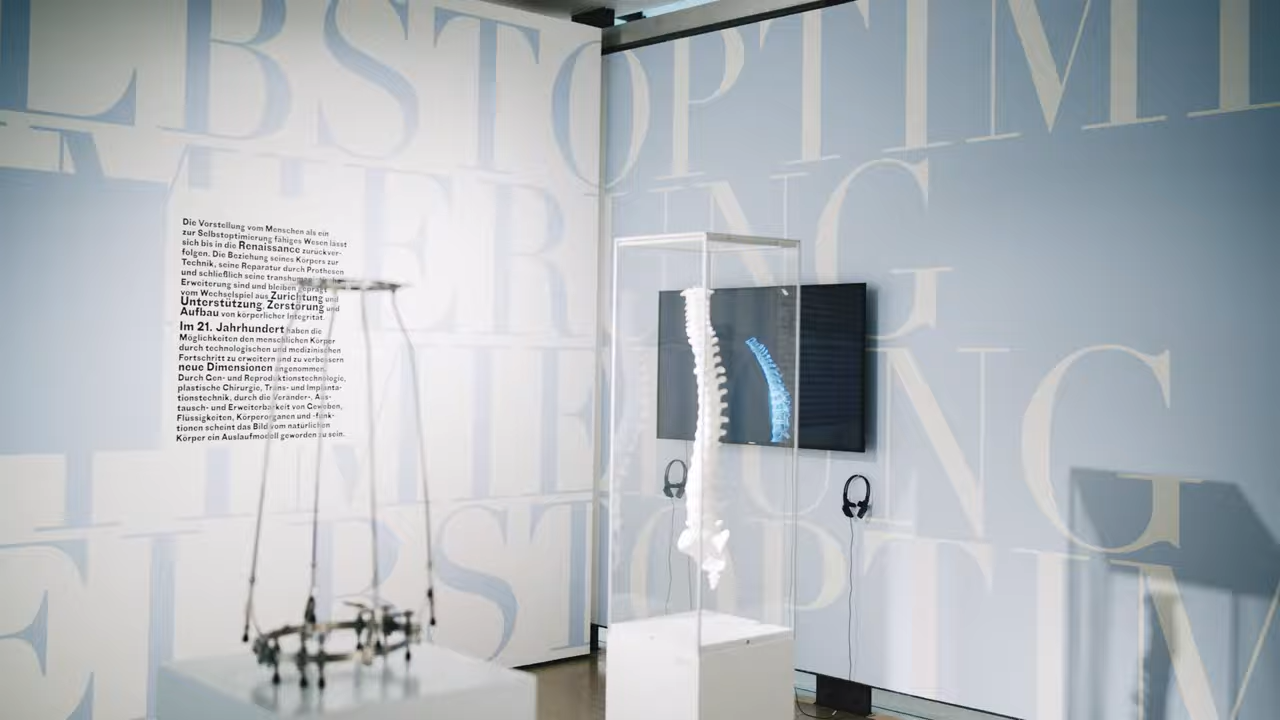 LBSTOPTIMI
ING
Die Vorstellung vom Menschen als ein
zur Selbstoptimierung fähiges Wesen lässt
sich bis in die Renaissance zurückver-
folgen. Die Beziehung seines Körpers zur
Technik, seine Reparatur durch Prothesen
und schließlich seine transhumanistische
Erweiterung sind und bleiben geprägt
vom Wechselspiel aus Zurichtung und
Unterstützung, Zerstörung und
Aufbau von körperlicher Integrität.
Im 21. Jahrhundert haben die
Möglichkeiten den menschlichen Körper
durch technologischen und medizinischen
Fortschritt zu erweitern und zu verbessern
neue Dimensionen angenommen.
Durch Gen- und Reproduktionstechnologie,
plastische Chirurgie, Trans- und Implanta-
tionstechnik, durch die Veränder-, Aus-
tausch- und Erweiterbarkeit von Geweben,
Flüssigkeiten, Körperorganen und -funk-
tionen scheint das Bild vom natürlichen
Körper ein Auslaufmodell geworden zu sein.
UNG
ELBSTOPTIM